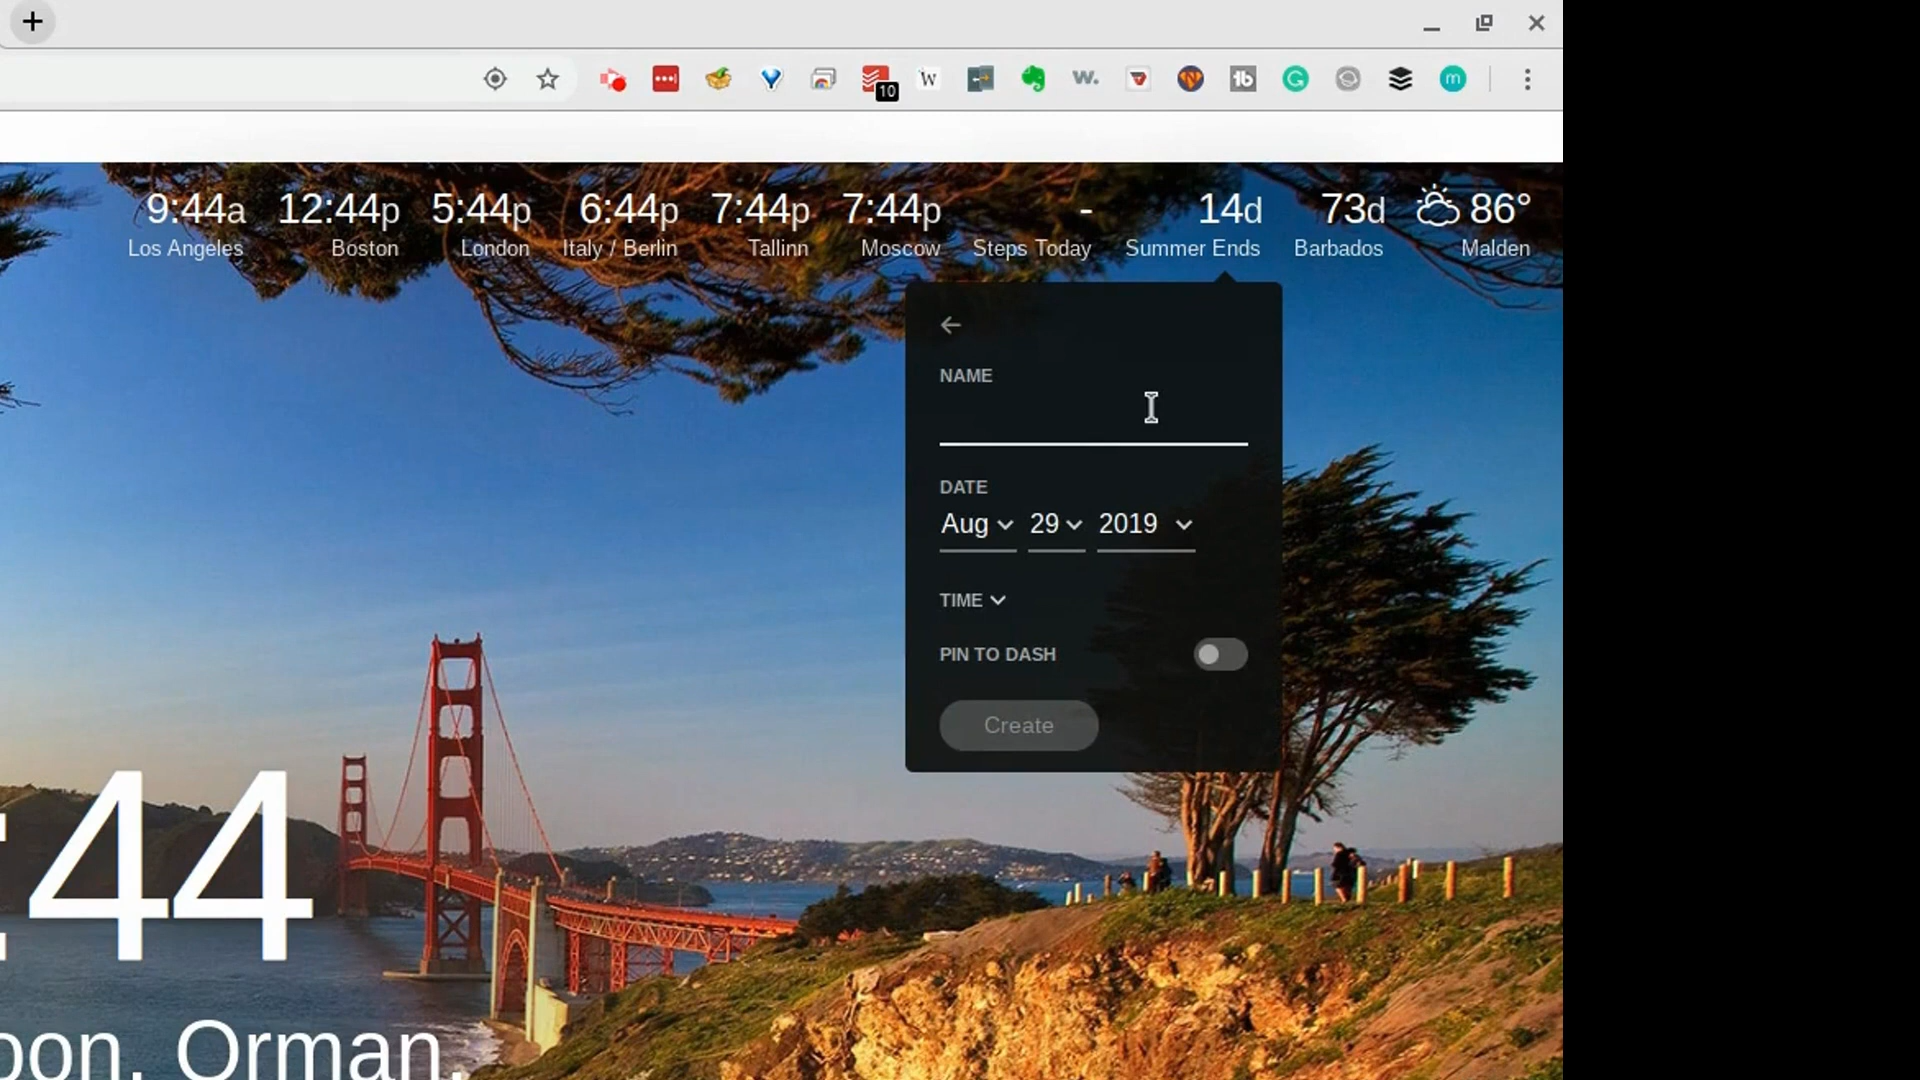 10
W
w.
tb
G
m
9:44a 12:44p 5:44p 6:44p 7:44p 7:44p - 14d 73d 86°
Los Angeles Boston London Italy / Berlin Tallinn Moscow Steps Today Summer Ends Barbados Malden
NAME
DATE
Aug 29 2019
TIME
PIN TO DASH
Create
:44
oon, Orman.